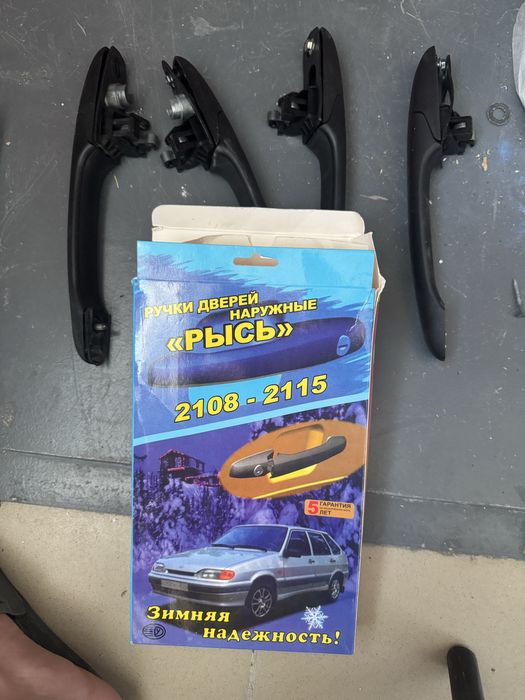 РУЧКИ ДВЕРЕЙ
НАРУЖНЫЕ
«РЫСЬ»
2108 - 2115
5 ГАРАНТИЯ
ЛЕТ
Зимняя
надежность!